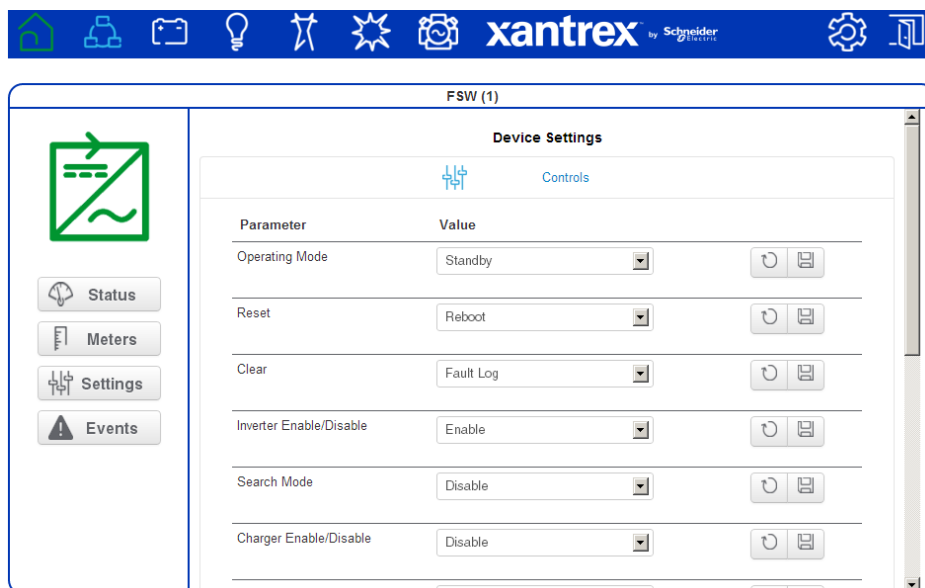 xantrex by Schneider Electric
FSW (1)
Device Settings
Controls
Parameter Value
Operating Mode Standby
Status
Reset Reboot
Meters
Clear Fault Log
Settings
Inverter Enable/Disable Enable
Events
Search Mode Disable
Charger Enable/Disable Disable